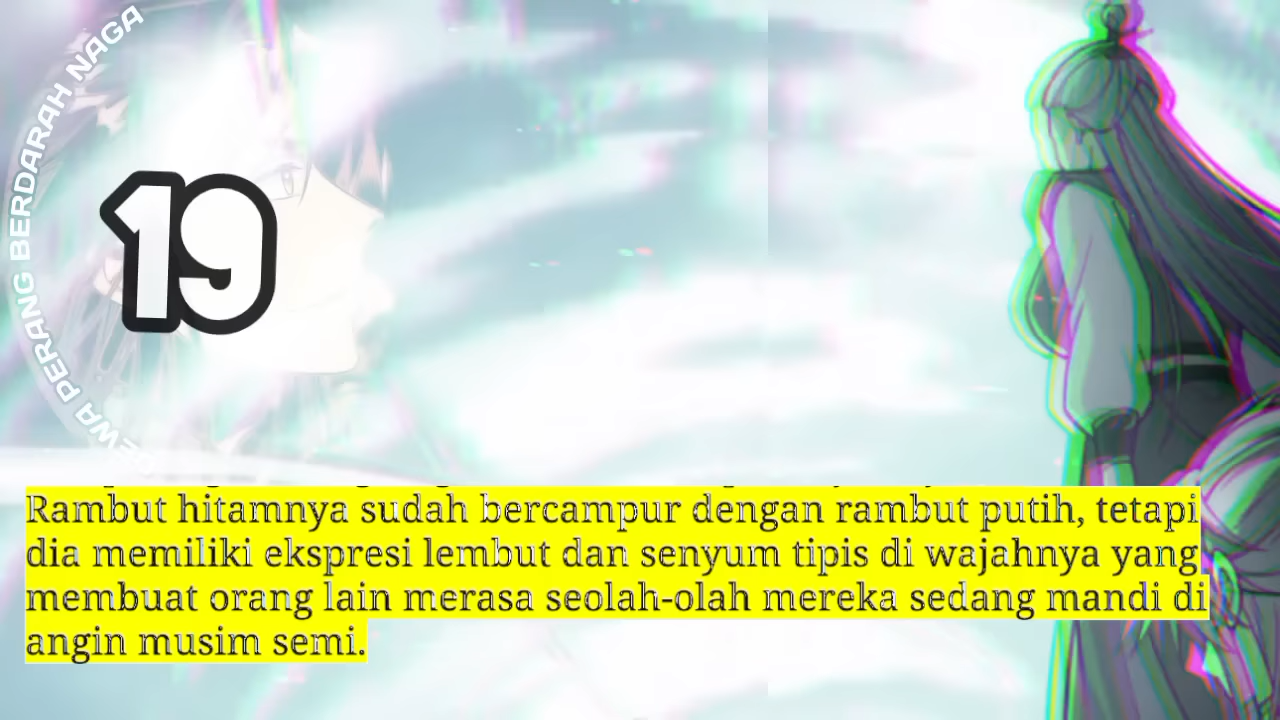 DEWA PERANG BERDARAH NAGA
19
Rambut hitamnya sudah bercampur dengan rambut putih, tetapi
dia memiliki ekspresi lembut dan senyum tipis di wajahnya yang
membuat orang lain merasa seolah-olah mereka sedang mandi di
angin musim semi.